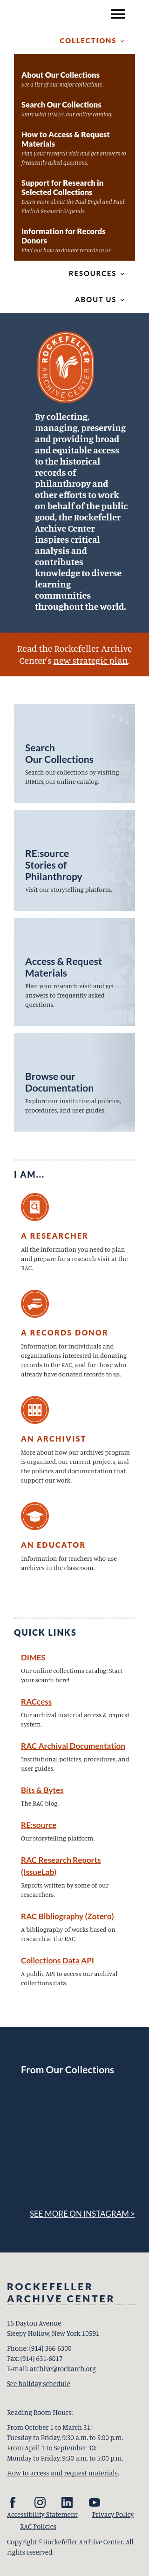 COLLECTIONS
About Our Collections
See a list of our major collections.
Search Our Collections
Start with DIMES, our online catalog.
How to Access & Request
Materials
Plan your research visit and get answers to
frequently asked questions.
Support for Research in
Selected Collections
Learn more about the Paul Engel and Paul
Ehrlich Research Stipends.
Information for Records
Donors
Find out how to donate records to us.
RESOURCES
ABOUT US
ROCKEFELLER
ARCHIVE CENTER
By collecting,
managing, preserving
and providing broad
and equitable access
to the historical
records of
philanthropy and
other efforts to work
on behalf of the public
good, the Rockefeller
Archive Center
inspires critical
analysis and
contributes
knowledge to diverse
learning
communities
throughout the world.
Read the Rockefeller Archive
Center's new strategic plan.
Search
Our Collections
Search our collections by visiting
DIMES, our online catalog.
RE:source
Stories of
Philanthropy
Visit our storytelling platform.
Access & Request
Materials
Plan your research visit and get
answers to frequently asked
questions.
Browse our
Documentation
Explore our institutional policies,
procedures, and user guides.
I AM...
A RESEARCHER
All the information you need to plan
and prepare for a research visit at the
RAC.
A RECORDS DONOR
Information for individuals and
organizations interested in donating
records to the RAC, and for those who
already have donated records to us.
AN ARCHIVIST
More about how our archives program
is organized, our current projects, and
the policies and documentation that
support our work.
AN EDUCATOR
Information for teachers who use
archives in the classroom.
QUICK LINKS
DIMES
Our online collections catalog: Start
your search here!
RACcess
Our archival material access & request
system.
RAC Archival Documentation
Institutional policies, procedures, and
user guides.
Bits & Bytes
The RAC blog.
RE:source
Our storytelling platform.
RAC Research Reports
(IssueLab)
Reports written by some of our
researchers.
RAC Bibliography (Zotero)
A bibliography of works based on
research at the RAC.
Collections Data API
A public API to access our archival
collections data.
From Our Collections
SEE MORE ON INSTAGRAM >
ROCKEFELLER
ARCHIVE CENTER
15 Dayton Avenue
Sleepy Hollow, New York 10591
Phone: (914) 366-6300
Fax: (914) 631-6017
E-mail: archive@rockarch.org
See holiday schedule
Reading Room Hours:
From October 1 to March 31:
Tuesday to Friday, 9:30 a.m. to 5:00 p.m.
From April 1 to September 30:
Monday to Friday, 9:30 a.m. to 5:00 p.m.
How to access and request materials.
Accessibility Statement Privacy Policy
RAC Policies
Copyright © Rockefeller Archive Center. All
rights reserved.